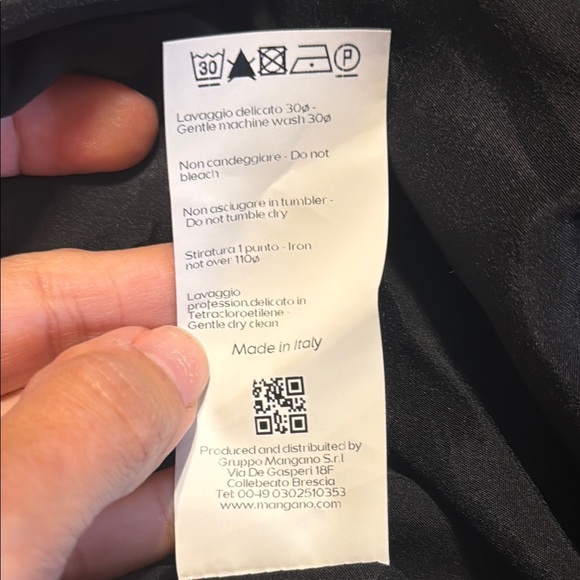 30 P
Lavaggio delicato 30ø -
Gentle machine wash 30ø
Non candeggiare - Do not
bleach
Non asciugare in tumbler -
Do not tumble dry
Stiratura 1 punto - Iron
not over 110ø
Lavaggio
profession.delicato in
Tetracloroetilene -
Gentle dry clean
Made in Italy
Produced and distribuited by
Gruppo Mangano S.r.l
Via De Gasperi 18F
Collebeato Brescia
Tel: 0049 0302510353
www.mangano.com